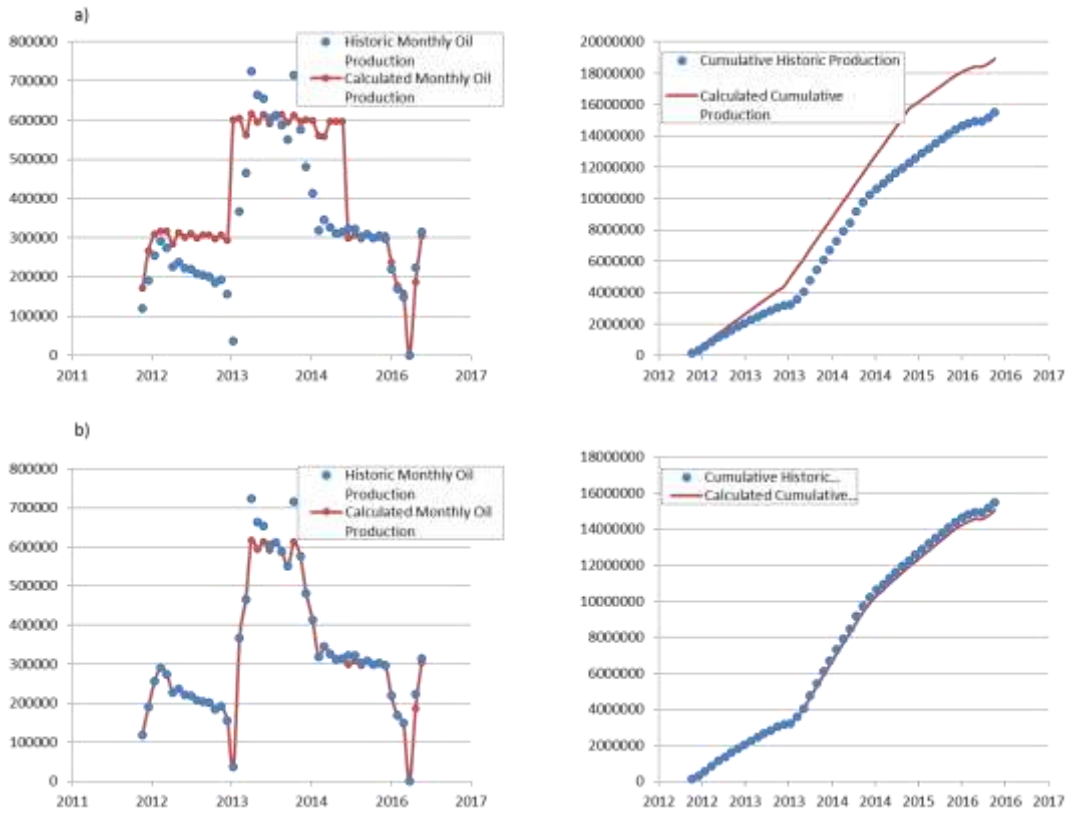 a)
800000
700000
600000
500000
400000
300000
200000
100000
0
2011 2012 2013 2014 2016 2017
Historic Monthly Oil
Production
Calculated Monthly Oil
Production
20000000
18000000
16000000
14000000
12000000
10000000
8000000
6000000
4000000
2000000
0
2012 2012 2013 2013 2014 2014 2015 2016 2016 2017
Cumulative Historic Production
Calculated Cumulative
Production
b)
800000
700000
600000
500000
400000
300000
200000
100000
0
2011 2012 2013 2014 2016 2017
Historic Monthly Oil
Production
Calculated Monthly Oil
Production
18000000
16000000
14000000
12000000
10000000
8000000
6000000
4000000
2000000
0
2012 2012 2013 2013 2014 2014 2015 2016 2016 2017
Cumulative Historic...
Calculated Cumulative...